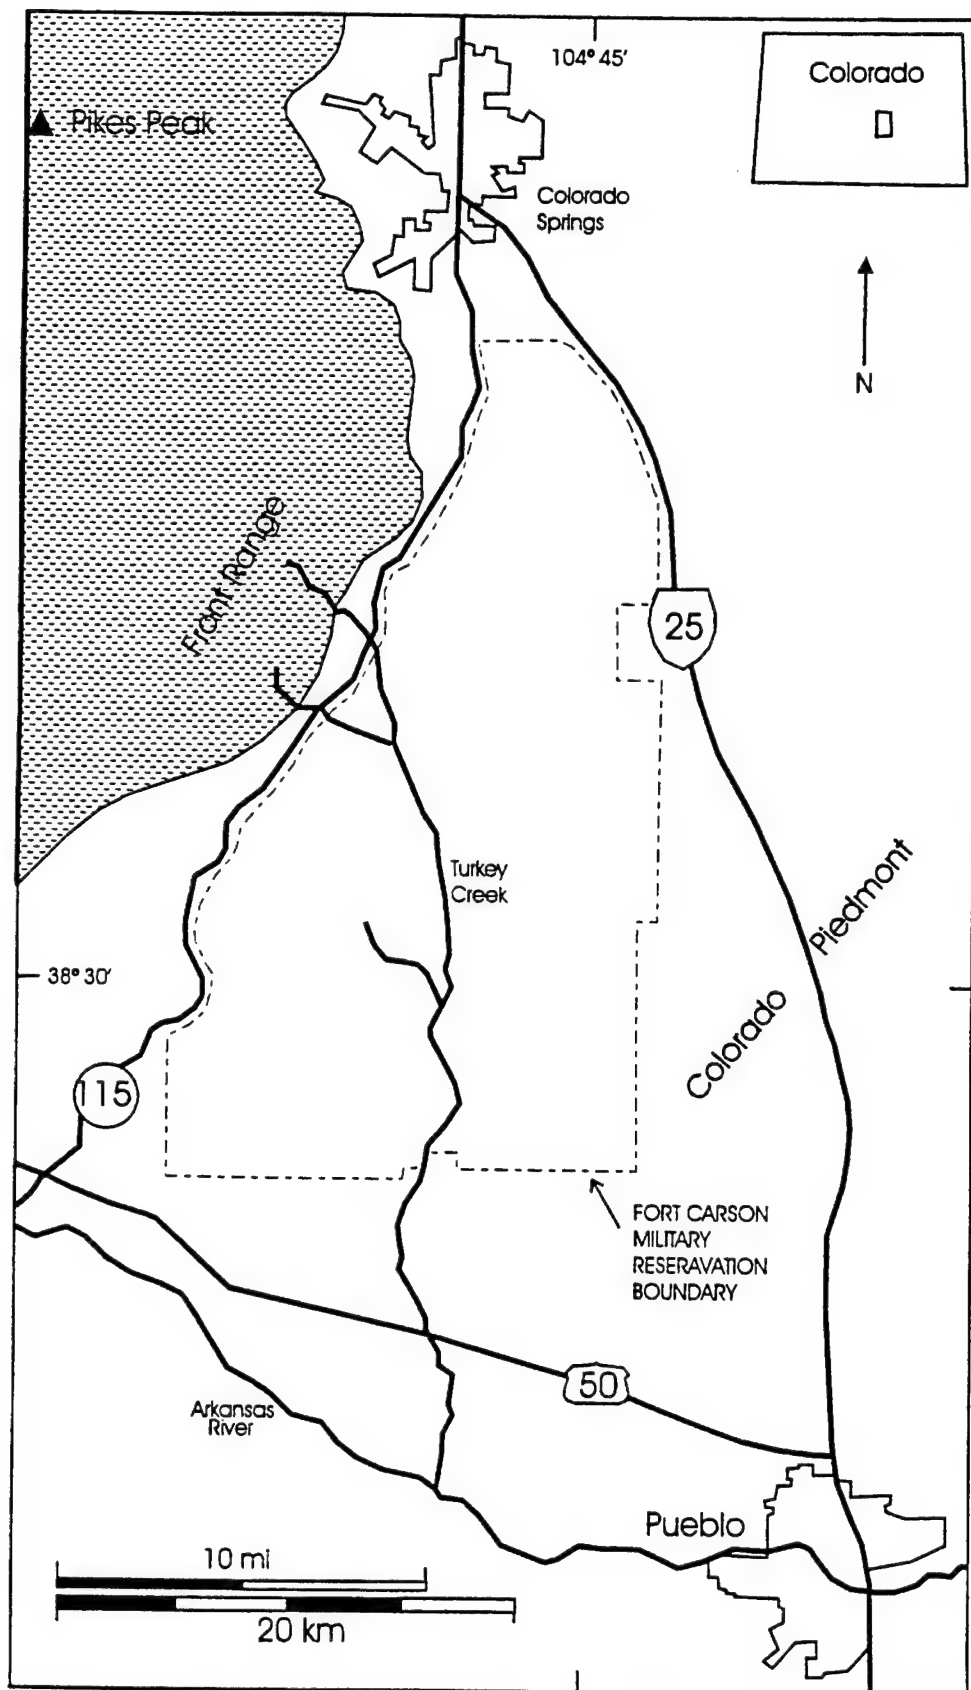 104° 45'
Colorado
Pikes Peak
Colorado
Springs
N
Front Range
25
Turkey
Creek
Piedmont
38° 30'
Colorado
115
FORT CARSON
MILITARY
RESERAVATION
BOUNDARY
50
Arkansas
River
Pueblo
10 mi
20 km